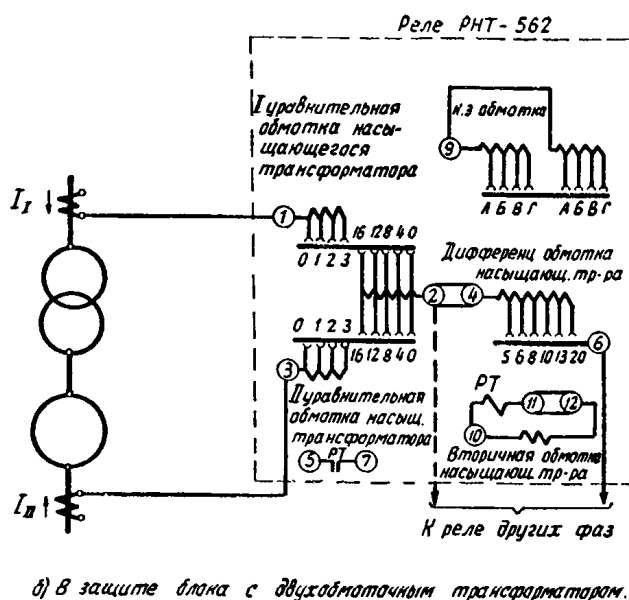 Реле РНТ-562
I уравнительная
обмотка насы-
щающегося
трансформатора
к.з обмотка
9
А Б В Г А Б В Г
I_I
1
16 12 8 4 0
0 1 2 3
Дифференц обмотка
насыщающ. тр-ра
2 4
0 1 2 3
16 12 8 4 0
5 6 8 10 13 20
6
3
II уравнительная
обмотка насыщ.
трансформатора
РТ
11 12
10
РТ
5 7
Вторичная обмотка
насыщающ. тр-ра
I_II
К реле других фаз
б) В защите блока с двухобмоточным трансформатором.